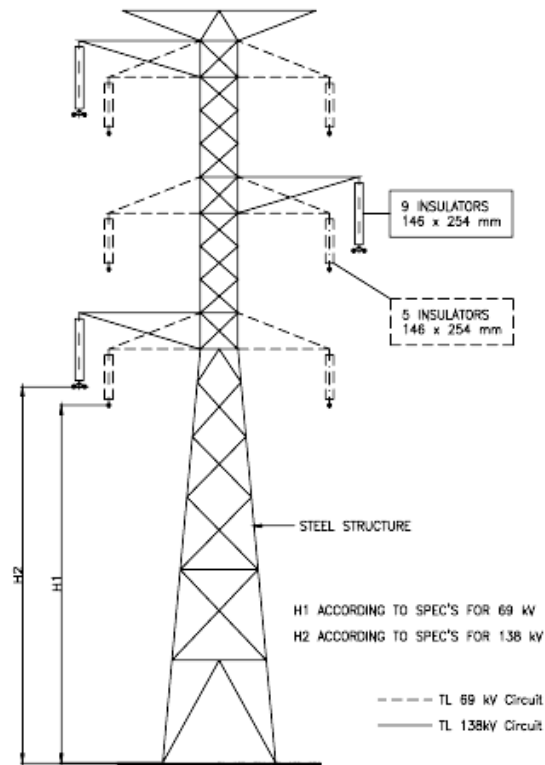 9 INSULATORS
146 x 254 mm
5 INSULATORS
146 x 254 mm
STEEL STRUCTURE
H2
H1
H1 ACCORDING TO SPEC'S FOR 69 kV
H2 ACCORDING TO SPEC'S FOR 138 kV
TL 69 kV Circuit
TL 138kV Circuit